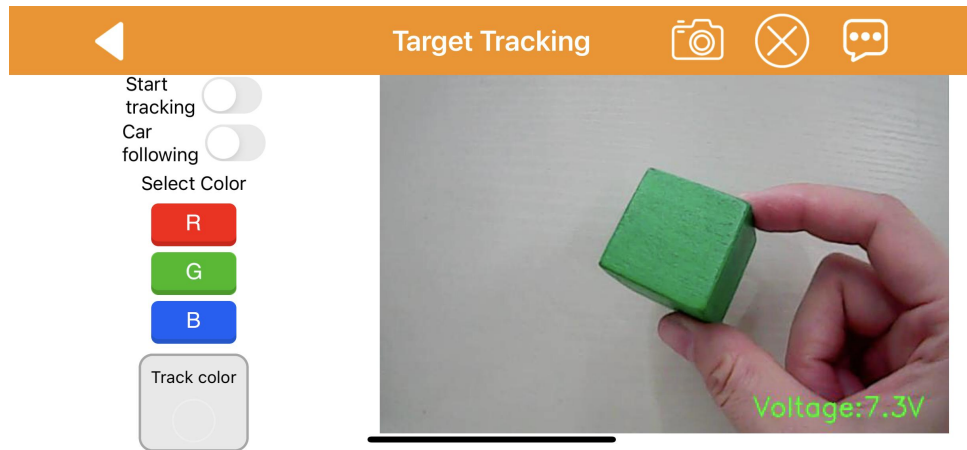 Target Tracking
Start
tracking
Car
following
Select Color
R
G
B
Track color
Voltage:7.3V